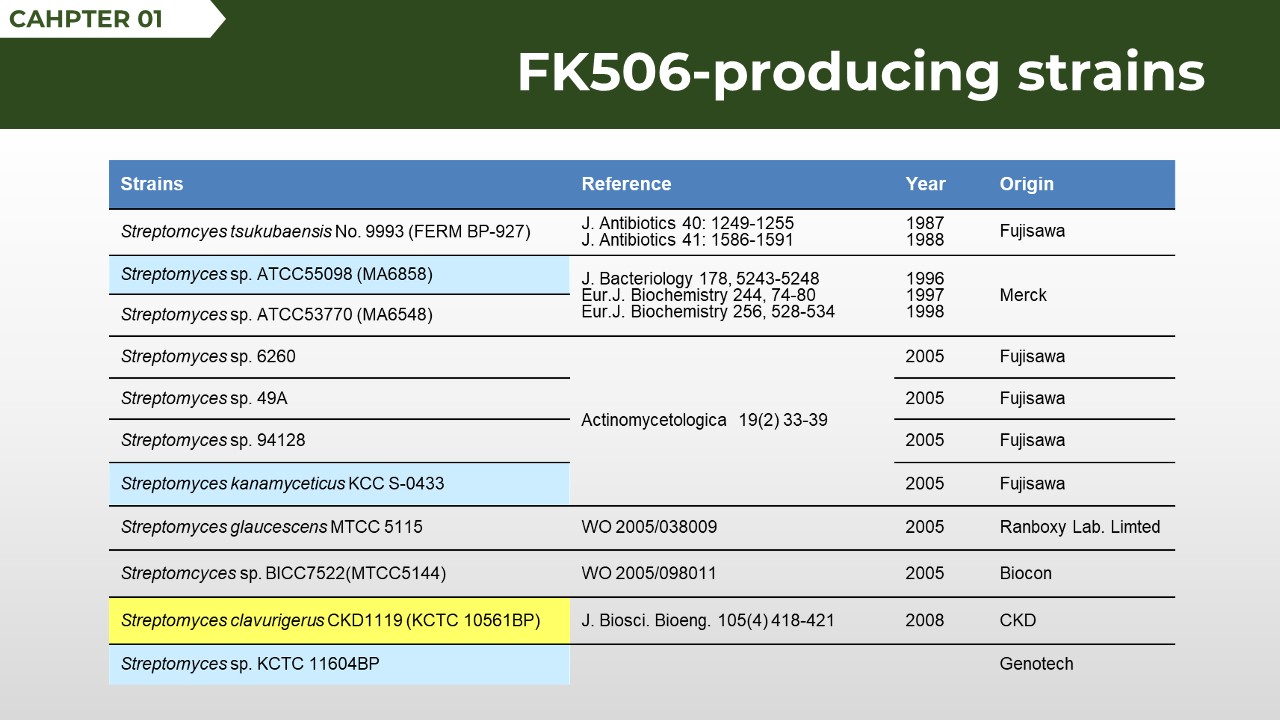 CAHPTER 01
FK506-producing strains
Strains Reference Year Origin
Streptomcyes tsukubaensis No. 9993 (FERM BP-927) J. Antibiotics 40: 1249-1255 1987 Fujisawa
J. Antibiotics 41: 1586-1591 1988
Streptomyces sp. ATCC55098 (MA6858) J. Bacteriology 178, 5243-5248 1996 Merck
Eur.J. Biochemistry 244, 74-80 1997
Streptomyces sp. ATCC53770 (MA6548) Eur.J. Biochemistry 256, 528-534 1998
Streptomyces sp. 6260 2005 Fujisawa
Streptomyces sp. 49A 2005 Fujisawa
Actinomycetologica 19(2) 33-39
Streptomyces sp. 94128 2005 Fujisawa
Streptomyces kanamyceticus KCC S-0433 2005 Fujisawa
Streptomyces glaucescens MTCC 5115 WO 2005/038009 2005 Ranboxy Lab. Limted
Streptomcyces sp. BICC7522(MTCC5144) WO 2005/098011 2005 Biocon
Streptomyces clavurigerus CKD1119 (KCTC 10561BP) J. Biosci. Bioeng. 105(4) 418-421 2008 CKD
Streptomyces sp. KCTC 11604BP Genotech